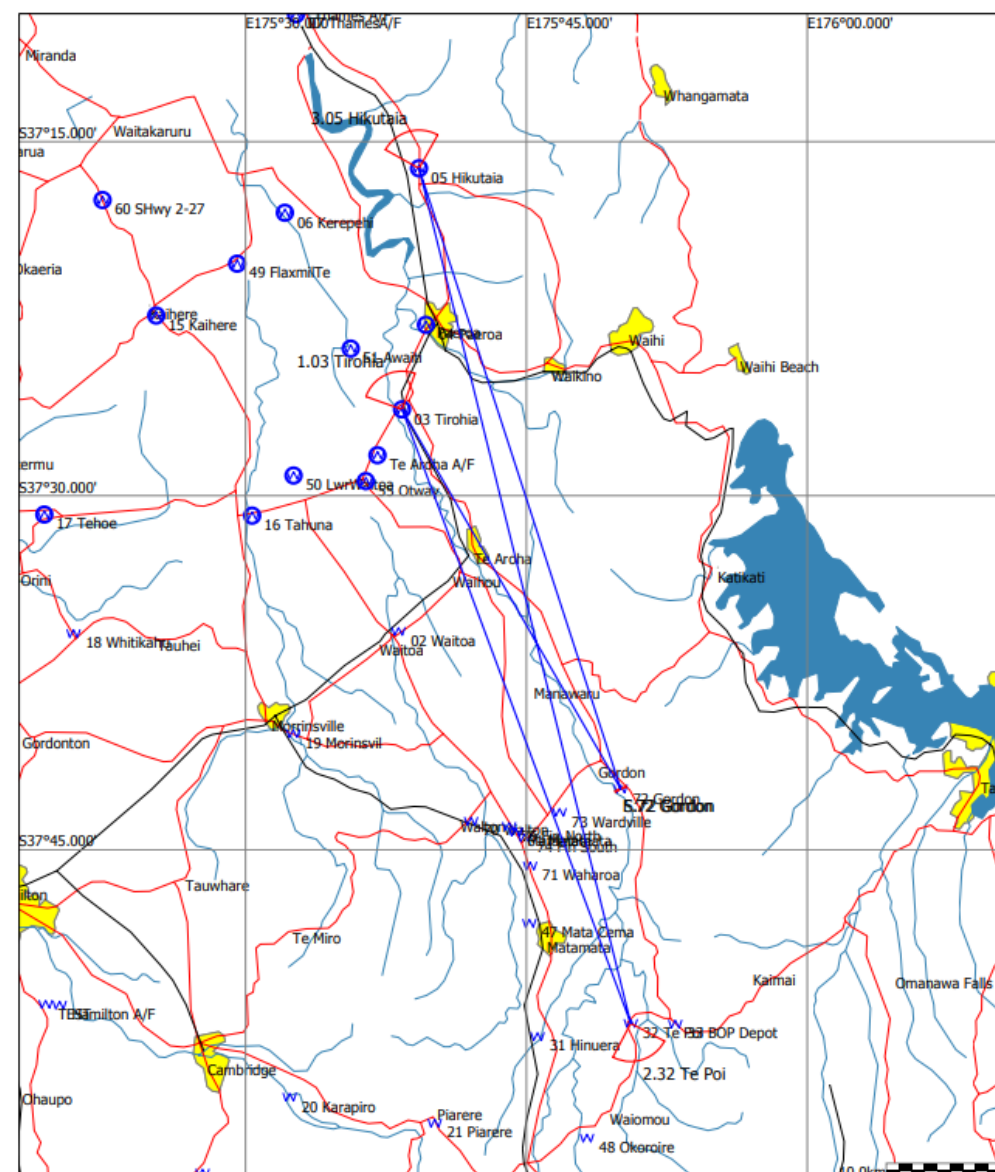 E175°30.000'
E175°45.000'
E176°00.000'
Miranda
Whangamata
3.05 Hikutaia
S37°15.000'
Waitakaruru
05 Hikutaia
60 SHwy 2-27
06 Kerepehi
49 FlaxmilTe
15 Kaihere
Waihi
51 Awaiti
1.03 Tirohia
Waikino
Waihi Beach
03 Tirohia
Te Aroha A/F
50 LwrWaitoa
55 Otway
S37°30.000'
17 Tehoe
16 Tahuna
Te Aroha
Waihou
Katikati
Orini
18 Whitikahu
Tauhei
02 Waitoa
Waitoa
Manawaru
Morrinsville
19 Morinsvil
Gordonton
Gordon
72 Gordon
5.72 Gordon
73 Wardville
Walton
S37°45.000'
71 Waharoa
Tauwhare
Te Miro
47 Mata Cema
Matamata
Kaimai
Omanawa Falls
Hamilton A/F
32 Te Poi
BOP Depot
31 Hinuera
2.32 Te Poi
Cambridge
Ohaupo
20 Karapiro
Piarere
21 Piarere
Waiomou
48 Okoroire